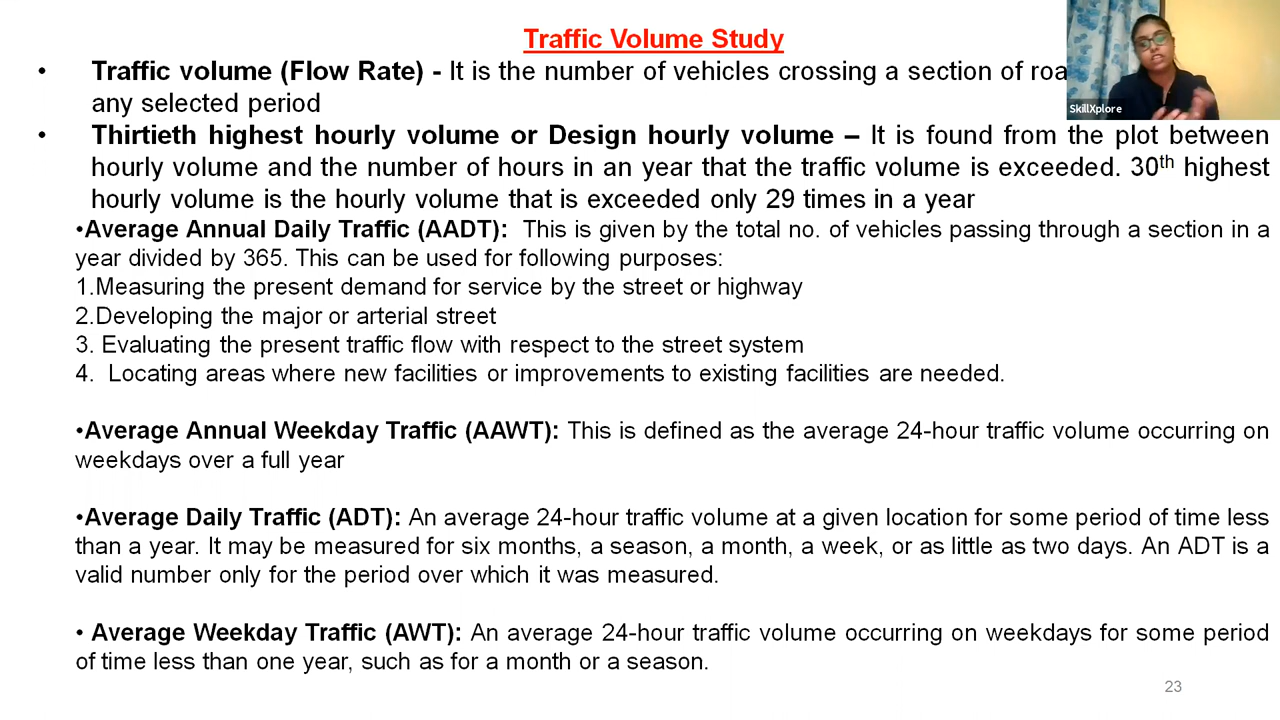 Traffic Volume Study
• Traffic volume (Flow Rate) - It is the number of vehicles crossing a section of
any selected period
SkillXplore
• Thirtieth highest hourly volume or Design hourly volume – It is found from the plot between
hourly volume and the number of hours in an year that the traffic volume is exceeded. 30th highest
hourly volume is the hourly volume that is exceeded only 29 times in a year
•Average Annual Daily Traffic (AADT): This is given by the total no. of vehicles passing through a section in a
year divided by 365. This can be used for following purposes:
1.Measuring the present demand for service by the street or highway
2.Developing the major or arterial street
3. Evaluating the present traffic flow with respect to the street system
4. Locating areas where new facilities or improvements to existing facilities are needed.
•Average Annual Weekday Traffic (AAWT): This is defined as the average 24-hour traffic volume occurring on
weekdays over a full year
•Average Daily Traffic (ADT): An average 24-hour traffic volume at a given location for some period of time less
than a year. It may be measured for six months, a season, a month, a week, or as little as two days. An ADT is a
valid number only for the period over which it was measured.
• Average Weekday Traffic (AWT): An average 24-hour traffic volume occurring on weekdays for some period
of time less than one year, such as for a month or a season.
23